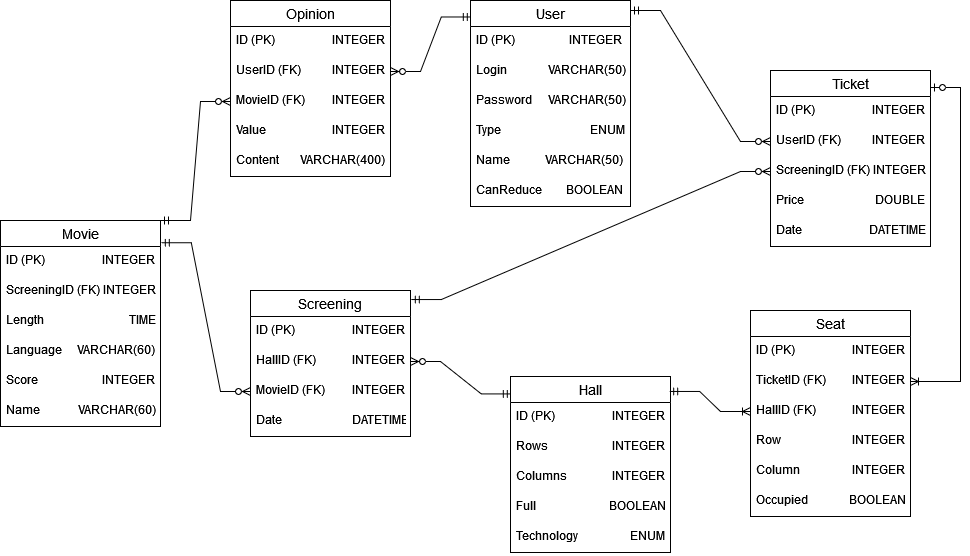 Opinion
ID (PK) INTEGER
UserID (FK) INTEGER
MovieID (FK) INTEGER
Value INTEGER
Content VARCHAR(400)
User
ID (PK) INTEGER
Login VARCHAR(50)
Password VARCHAR(50)
Type ENUM
Name VARCHAR(50)
CanReduce BOOLEAN
Ticket
ID (PK) INTEGER
UserID (FK) INTEGER
ScreeningID (FK) INTEGER
Price DOUBLE
Date DATETIME
Movie
ID (PK) INTEGER
ScreeningID (FK) INTEGER
Length TIME
Language VARCHAR(60)
Score INTEGER
Name VARCHAR(60)
Screening
ID (PK) INTEGER
HallID (FK) INTEGER
MovieID (FK) INTEGER
Date DATETIME
Hall
ID (PK) INTEGER
Rows INTEGER
Columns INTEGER
Full BOOLEAN
Technology ENUM
Seat
ID (PK) INTEGER
TicketID (FK) INTEGER
HallID (FK) INTEGER
Row INTEGER
Column INTEGER
Occupied BOOLEAN